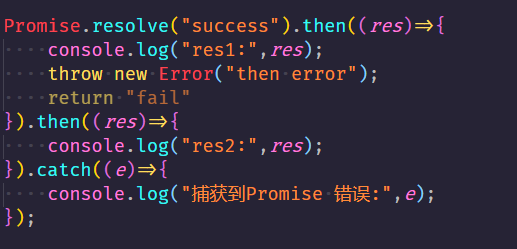 Promise.resolve("success").then((res)=>{
    console.log("res1:",res);
    throw new Error("then error");
    return "fail"
}).then((res)=>{
    console.log("res2:",res);
}).catch((e)=>{
    console.log("捕获到Promise 错误:",e);
});